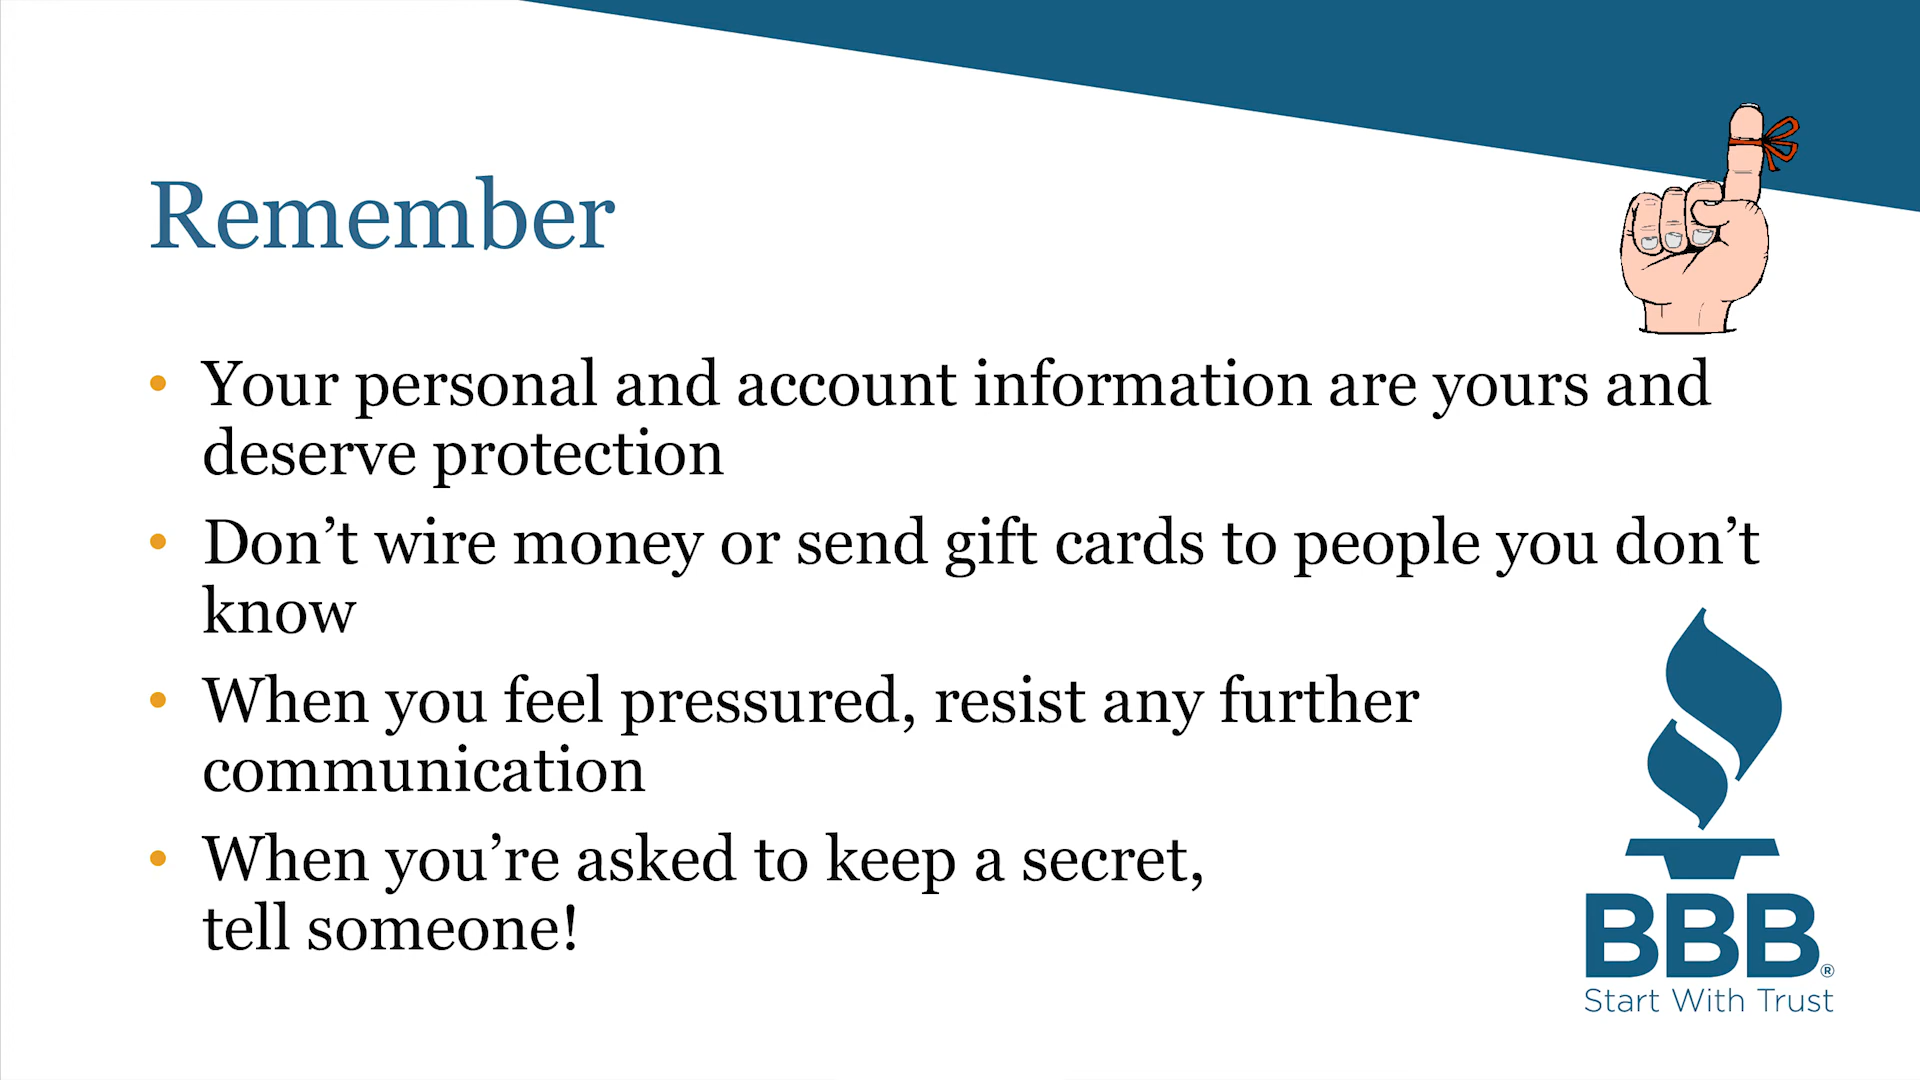 Remember
• Your personal and account information are yours and
deserve protection
• Don’t wire money or send gift cards to people you don’t
know
• When you feel pressured, resist any further
communication
• When you’re asked to keep a secret,
tell someone!
BBB®
Start With Trust